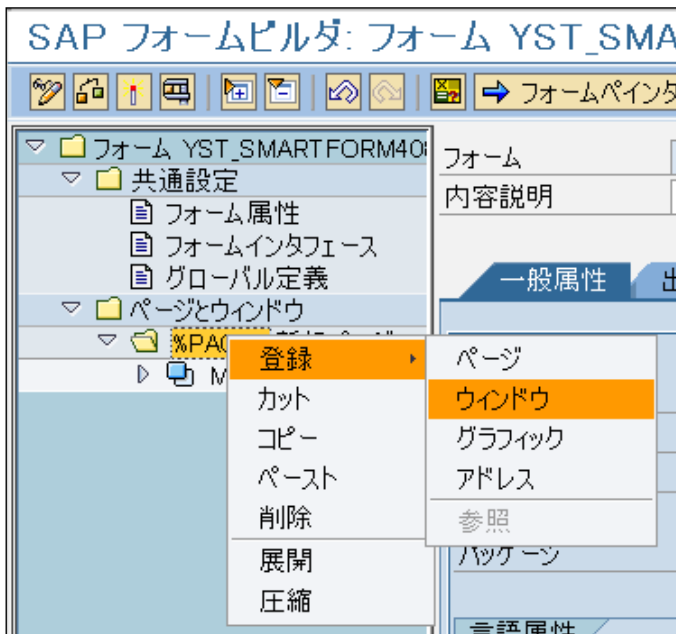 SAP フォームビルダ: フォーム YST_SMA
フォームペインタ
フォーム YST_SMARTFORM40
共通設定
フォーム属性
フォームインタフェース
グローバル定義
ページとウィンドウ
%PAG
M
登録
カット
コピー
ペースト
削除
展開
圧縮
ページ
ウィンドウ
グラフィック
アドレス
参照
フォーム
内容説明
一般属性
出
パッケージ
言語属性